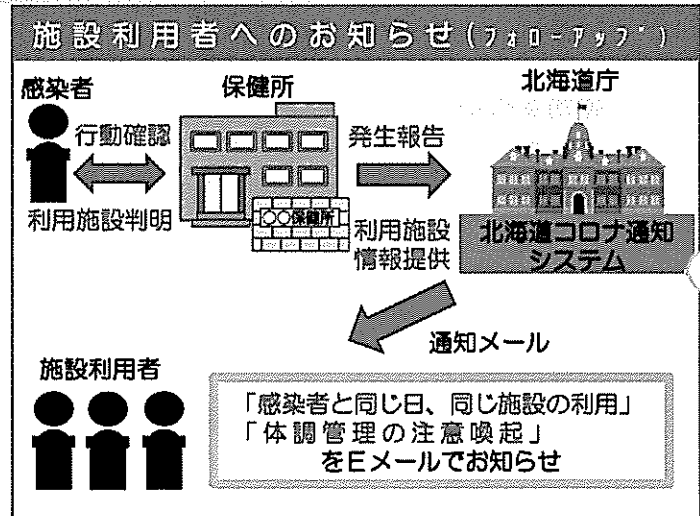 施設利用者へのお知らせ(フォローアップ)
感染者
保健所
北海道庁
行動確認
発生報告
利用施設判明
○○保健所
利用施設
情報提供
北海道コロナ通知
システム
通知メール
施設利用者
「感染者と同じ日、同じ施設の利用」
「体調管理の注意喚起」
をEメールでお知らせ